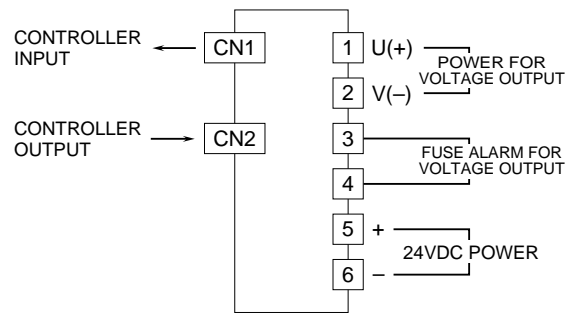 CONTROLLER
INPUT
CN1
1 U(+)
POWER FOR
VOLTAGE OUTPUT
2 V(–)
CONTROLLER
OUTPUT
CN2
3
FUSE ALARM FOR
VOLTAGE OUTPUT
4
5 +
24VDC POWER
6 –